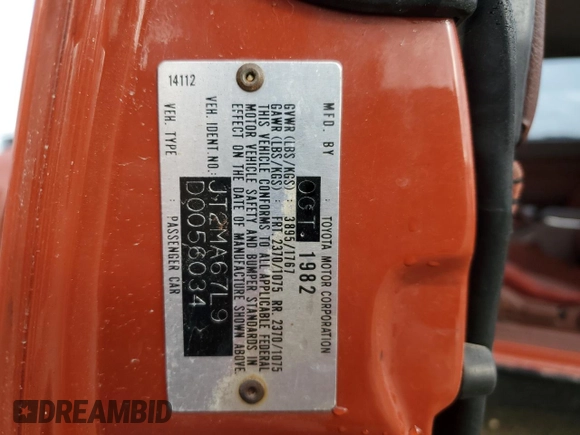 MFD. BY TOYOTA MOTOR CORPORATION
OCT. 1982
GVWR (LBS/KGS) : 3895/1767
GAWR (LBS/KGS) : FRT 2370/1075 RR. 2370/1075
THIS VEHICLE CONFORMS TO ALL APPLICABLE FEDERAL
MOTOR VEHICLE SAFETY AND BUMPER STANDARDS IN
EFFECT ON THE DATE OF MANUFACTURE SHOWN ABOVE.
VEH. IDENT. NO.: JT2MA67L9
D0056034
VEH. TYPE : PASSENGER CAR
14112
DREAMBID